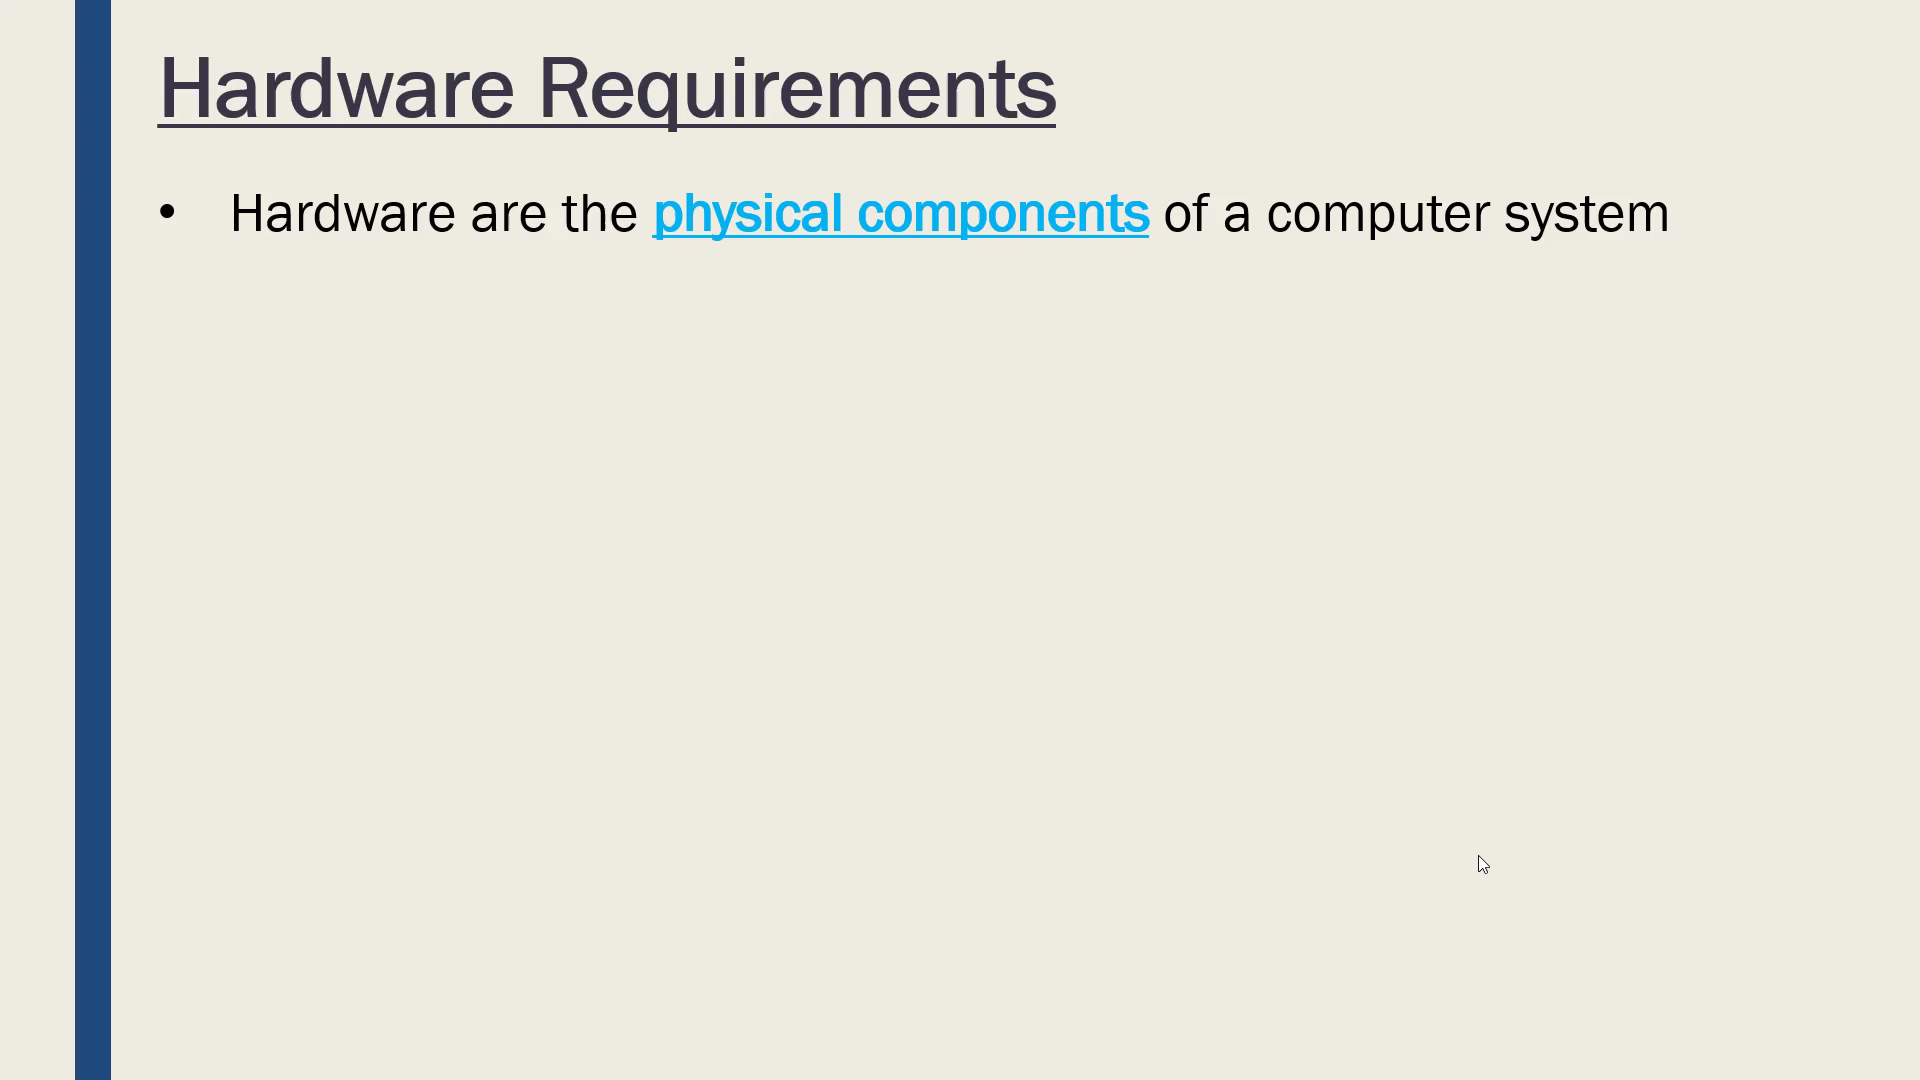 Hardware Requirements
• Hardware are the physical components of a computer system